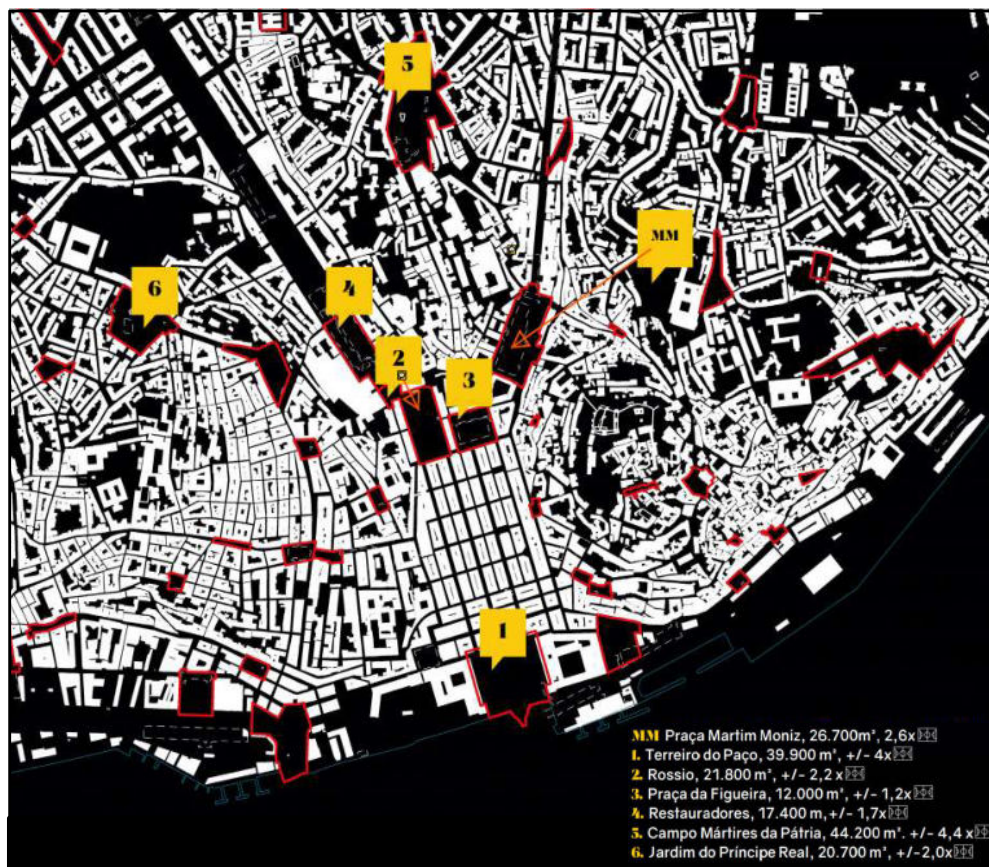 5
MM
6
4
2
3
1
MM Praça Martim Moniz, 26.700m², 2,6x
1. Terreiro do Paço, 39.900 m², +/- 4x
2. Rossio, 21.800 m², +/- 2,2 x
3. Praça da Figueira, 12.000 m², +/- 1,2x
4. Restauradores, 17.400 m, +/- 1,7x
5. Campo Mártires da Pátria, 44.200 m². +/- 4,4 x
6. Jardim do Príncipe Real, 20.700 m², +/-2,0x